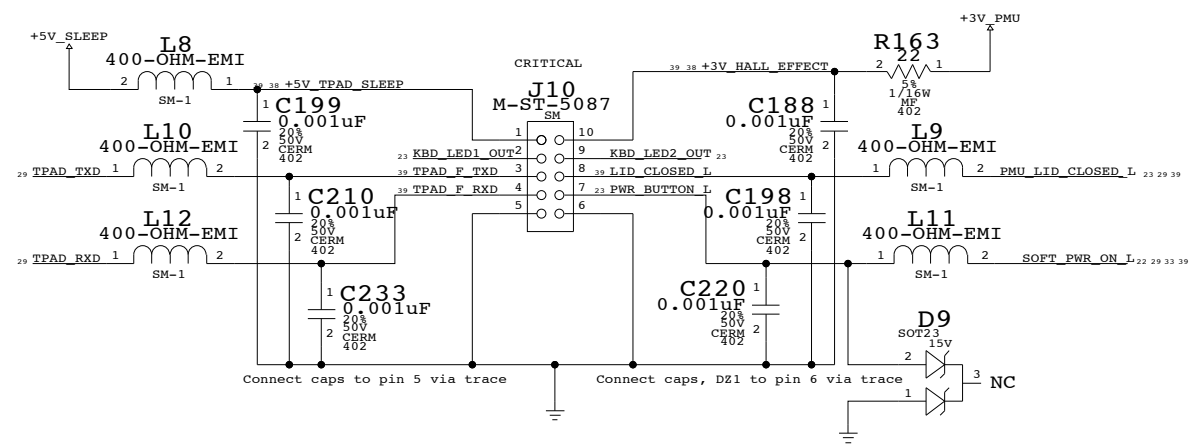 +5V_SLEEP
L8
400-OHM-EMI
2 1
SM-1
39 38 +5V_TPAD_SLEEP
CRITICAL
J10
M-ST-5087
SM
39 38 +3V_HALL_EFFECT
+3V_PMU
R163
22
2 1
5%
1/16W
MF
402
1
C199
0.001uF
20%
50V
CERM
402
2
1
C188
0.001uF
20%
50V
CERM
402
2
1 10
23 KBD_LED1_OUT 2
9 KBD_LED2_OUT 23
39 TPAD_F_TXD 3
8 39 LID_CLOSED_L
39 TPAD_F_RXD 4
7 23 PWR_BUTTON_L
5 6
L10
400-OHM-EMI
29 TPAD_TXD 1 2
SM-1
L9
400-OHM-EMI
1 2 PMU_LID_CLOSED_L 23 29 39
SM-1
1
C210
0.001uF
20%
50V
CERM
402
2
1
C198
0.001uF
20%
50V
CERM
402
2
L12
400-OHM-EMI
29 TPAD_RXD 1 2
SM-1
L11
400-OHM-EMI
1 2 SOFT_PWR_ON_L 22 29 33 39
SM-1
1
C233
0.001uF
20%
50V
CERM
402
2
C220
1
0.001uF
20%
50V
CERM
402
2
D9
SOT23
15V
2
3 NC
1
Connect caps to pin 5 via trace
Connect caps, DZ1 to pin 6 via trace